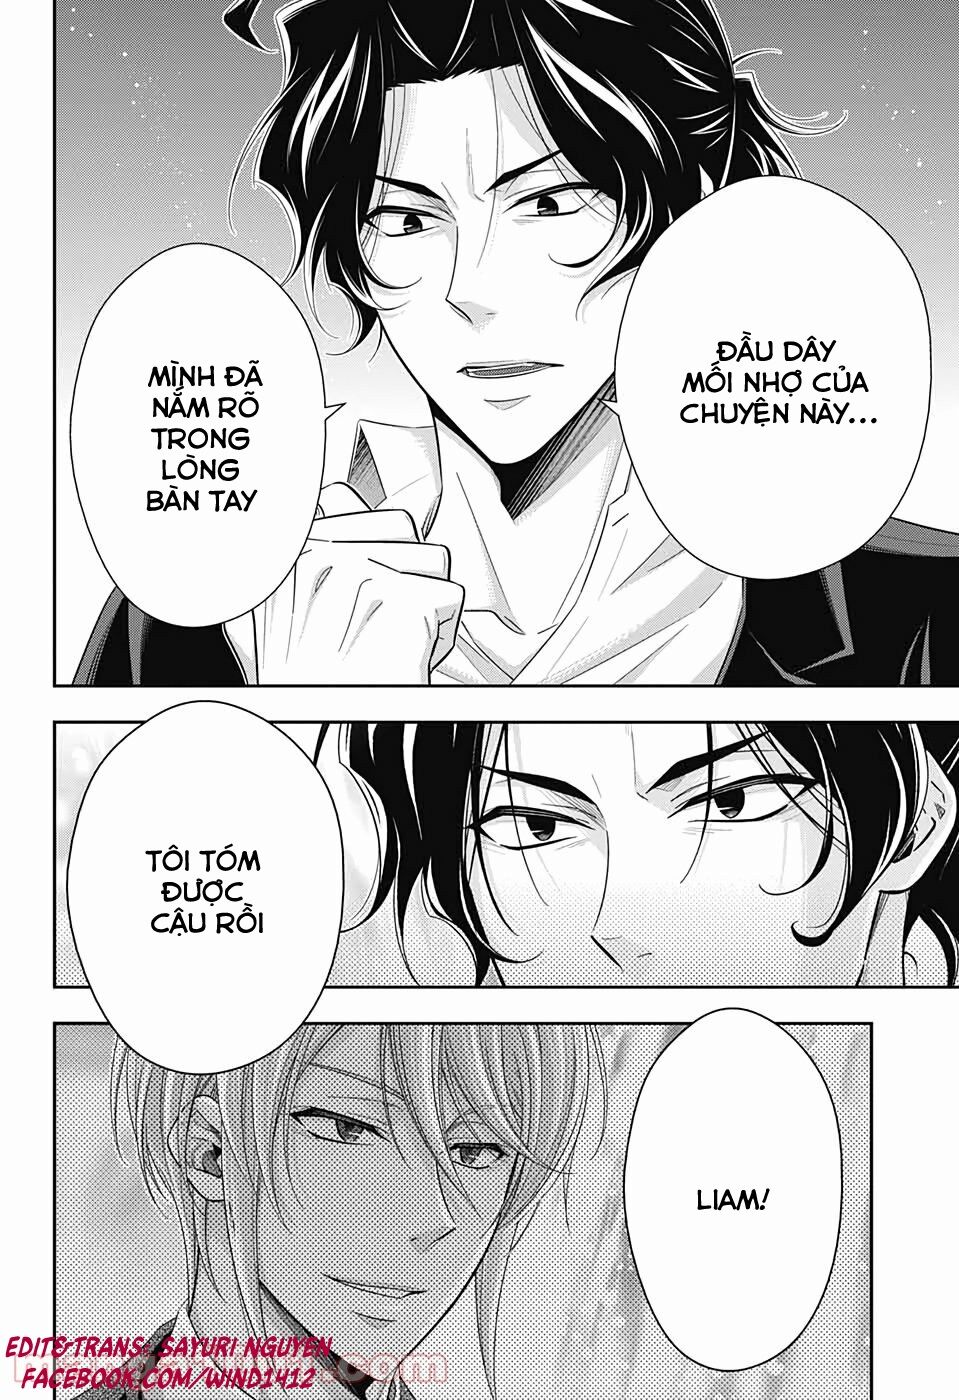 ĐẦU DÂY
MỐI NHỢ CỦA
CHUYỆN NÀY...
MÌNH ĐÃ
NẮM RÕ
TRONG
LÒNG
BÀN TAY
TÔI TÓM
ĐƯỢC
CẬU RỒI
LIAM!
EDIT&TRANS: SAYURI NGUYEN
FACEBOOK.COM/WIND1412